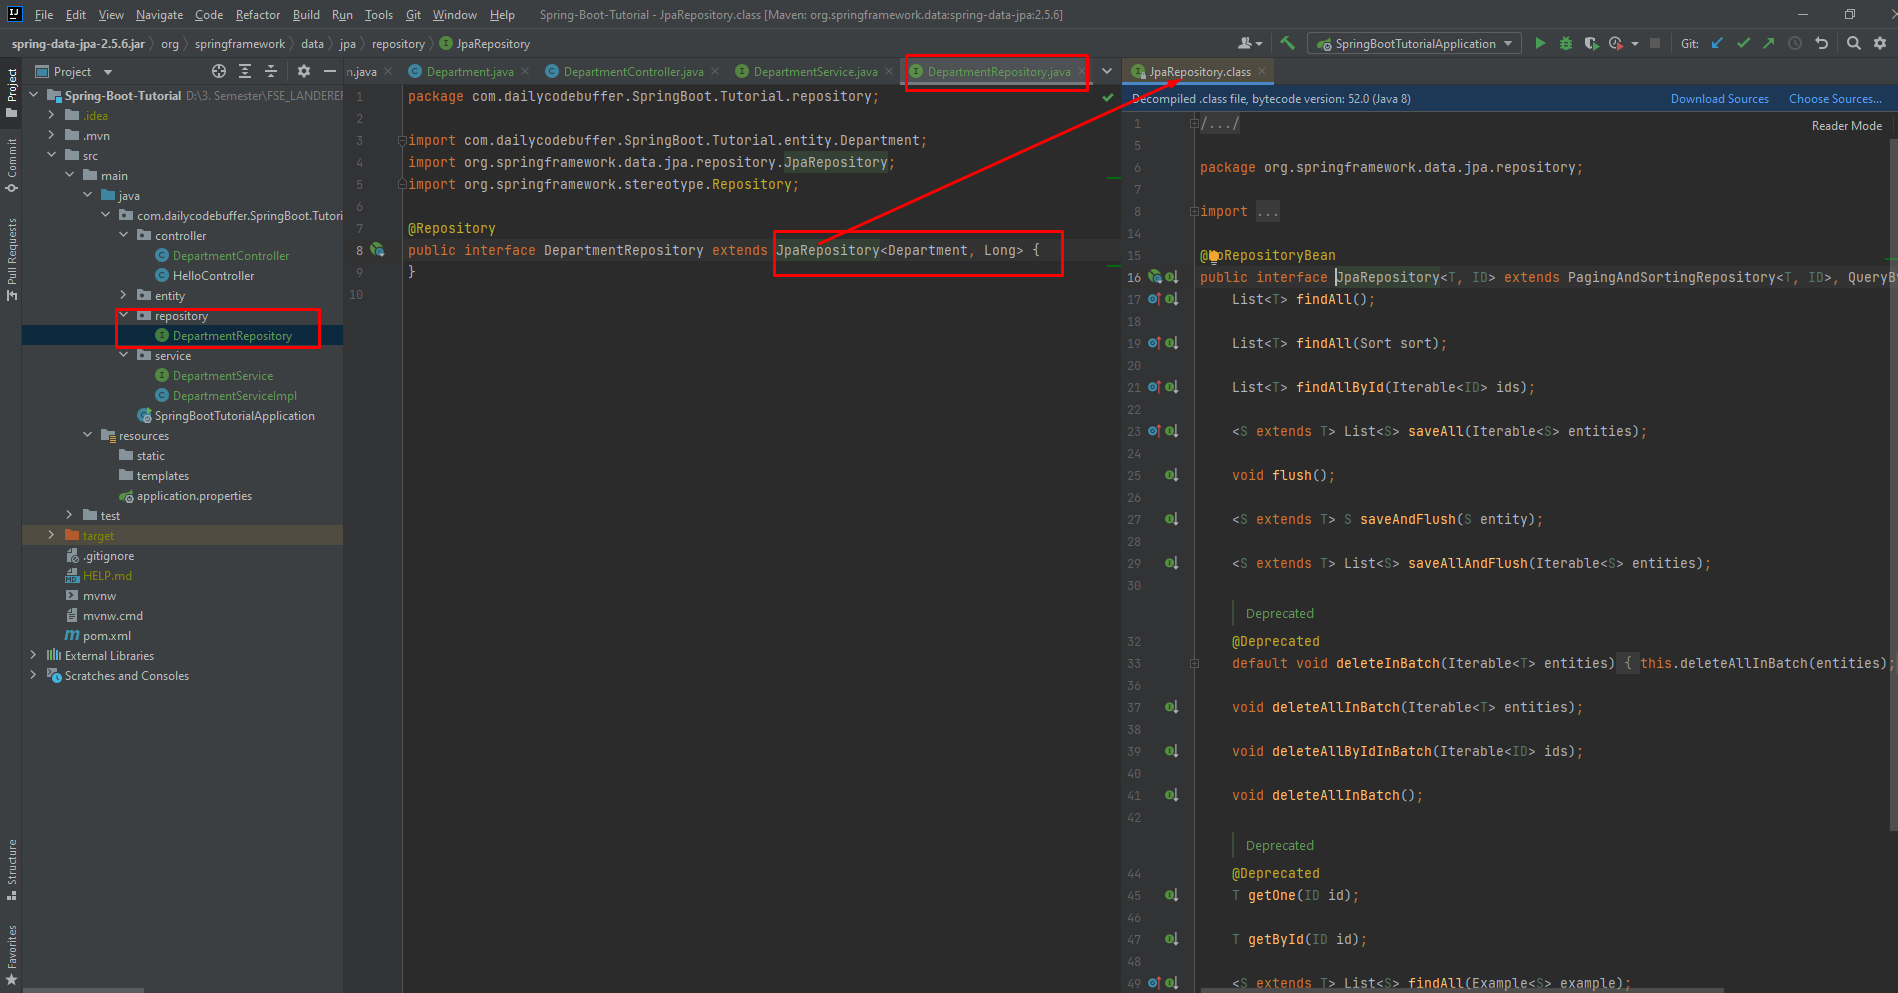 File Edit View Navigate Code Refactor Build Run Tools Git Window Help Spring-Boot-Tutorial - JpaRepository.class [Maven: org.springframework.data:spring-data-jpa:2.5.6]
spring-data-jpa-2.5.6.jar org springframework data jpa repository JpaRepository SpringBootTutorialApplication Git:
Project
Commit
Pull Requests
Structure
Favorites
Project
Spring-Boot-Tutorial D:\3. Semester\FSE_LANDERER
.idea
.mvn
src
main
java
com.dailycodebuffer.SpringBoot.Tutori
controller
DepartmentController
HelloController
entity
repository
DepartmentRepository
service
DepartmentService
DepartmentServiceImpl
SpringBootTutorialApplication
resources
static
templates
application.properties
test
target
.gitignore
HELP.md
mvnw
mvnw.cmd
pom.xml
External Libraries
Scratches and Consoles
n.java Department.java DepartmentController.java DepartmentService.java DepartmentRepository.java
1 package com.dailycodebuffer.SpringBoot.Tutorial.repository;
2
3 import com.dailycodebuffer.SpringBoot.Tutorial.entity.Department;
4 import org.springframework.data.jpa.repository.JpaRepository;
5 import org.springframework.stereotype.Repository;
6
7 @Repository
8 public interface DepartmentRepository extends JpaRepository<Department, Long> {
9 }
10
JpaRepository.class
Decompiled .class file, bytecode version: 52.0 (Java 8) Download Sources Choose Sources...
Reader Mode
1 /.../
5
6 package org.springframework.data.jpa.repository;
7
8 import ...
14
15 @NoRepositoryBean
16 public interface JpaRepository<T, ID> extends PagingAndSortingRepository<T, ID>, QueryBy
17 List<T> findAll();
18
19 List<T> findAll(Sort sort);
20
21 List<T> findAllById(Iterable<ID> ids);
22
23 <S extends T> List<S> saveAll(Iterable<S> entities);
24
25 void flush();
26
27 <S extends T> S saveAndFlush(S entity);
28
29 <S extends T> List<S> saveAllAndFlush(Iterable<S> entities);
30
Deprecated
32 @Deprecated
33 default void deleteInBatch(Iterable<T> entities) { this.deleteAllInBatch(entities);
36
37 void deleteAllInBatch(Iterable<T> entities);
38
39 void deleteAllByIdInBatch(Iterable<ID> ids);
40
41 void deleteAllInBatch();
42
Deprecated
44 @Deprecated
45 T getOne(ID id);
46
47 T getById(ID id);
48
49 <S extends T> List<S> findAll(Example<S> example);